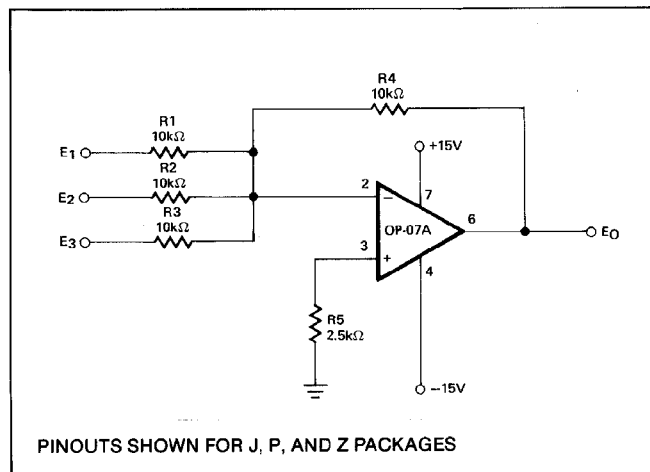 R4
10kΩ
R1
10kΩ
+15V
E1
R2
10kΩ
E2
2
7
−
R3
10kΩ
OP-07A
6
EO
E3
3
+
4
R5
2.5kΩ
−15V
PINOUTS SHOWN FOR J, P, AND Z PACKAGES